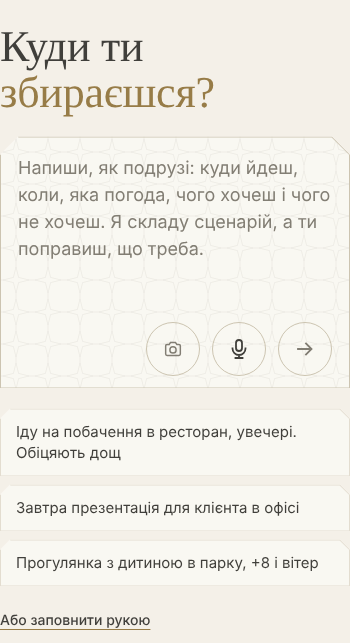 Куди ти
збираєшся?
Напиши, як подрузі: куди йдеш,
коли, яка погода, чого хочеш і чого
не хочеш. Я складу сценарій, а ти
поправиш, що треба.
Іду на побачення в ресторан, увечері.
Обіцяють дощ
Завтра презентація для клієнта в офісі
Прогулянка з дитиною в парку, +8 і вітер
Або заповнити рукою